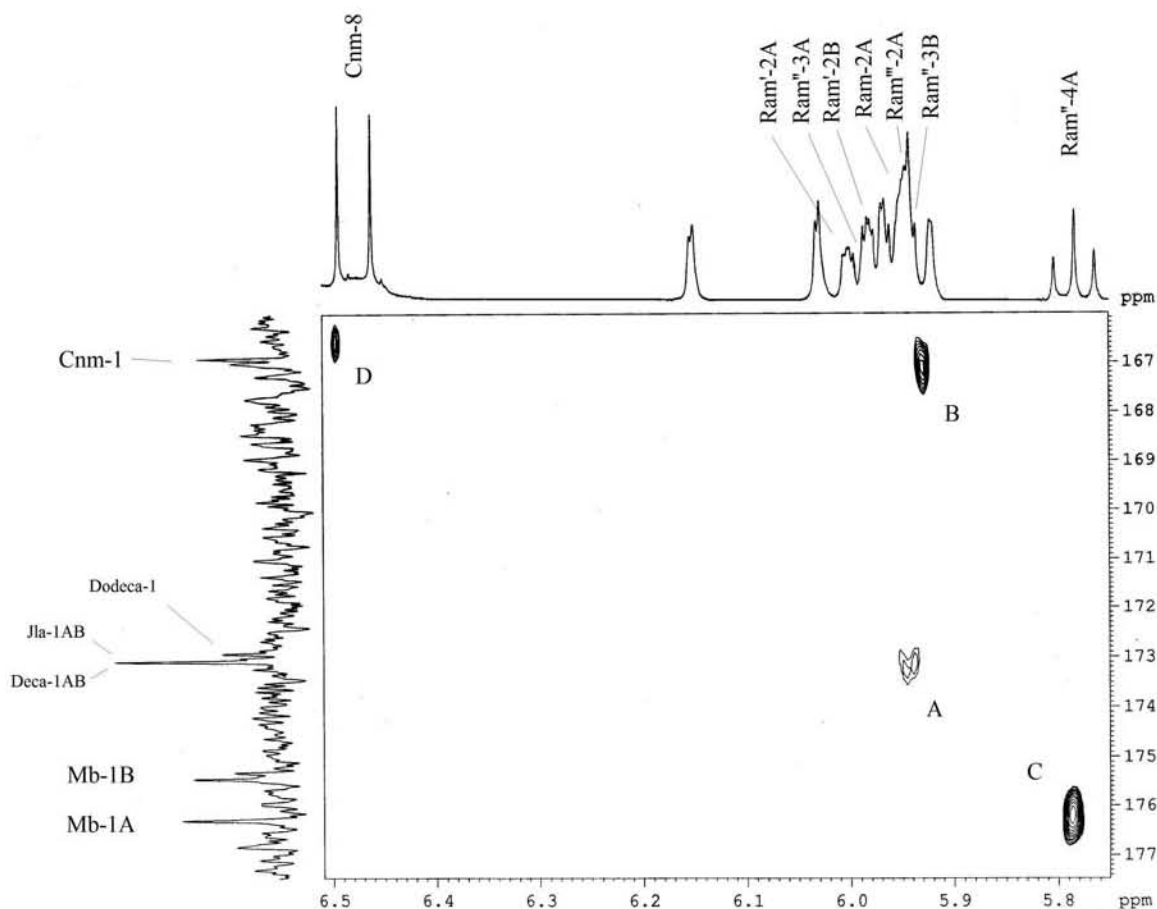 Cnm-8
Ram'-2A
Ram"-3A
Ram'-2B
Ram-2A
Ram'"-2A
Ram"-3B
Ram"-4A
ppm
Cnm-1
Dodeca-1
Jla-1AB
Deca-1AB
Mb-1B
Mb-1A
D
B
A
C
167
168
169
170
171
172
173
174
175
176
177
6.5 6.4 6.3 6.2 6.1 6.0 5.9 5.8 ppm